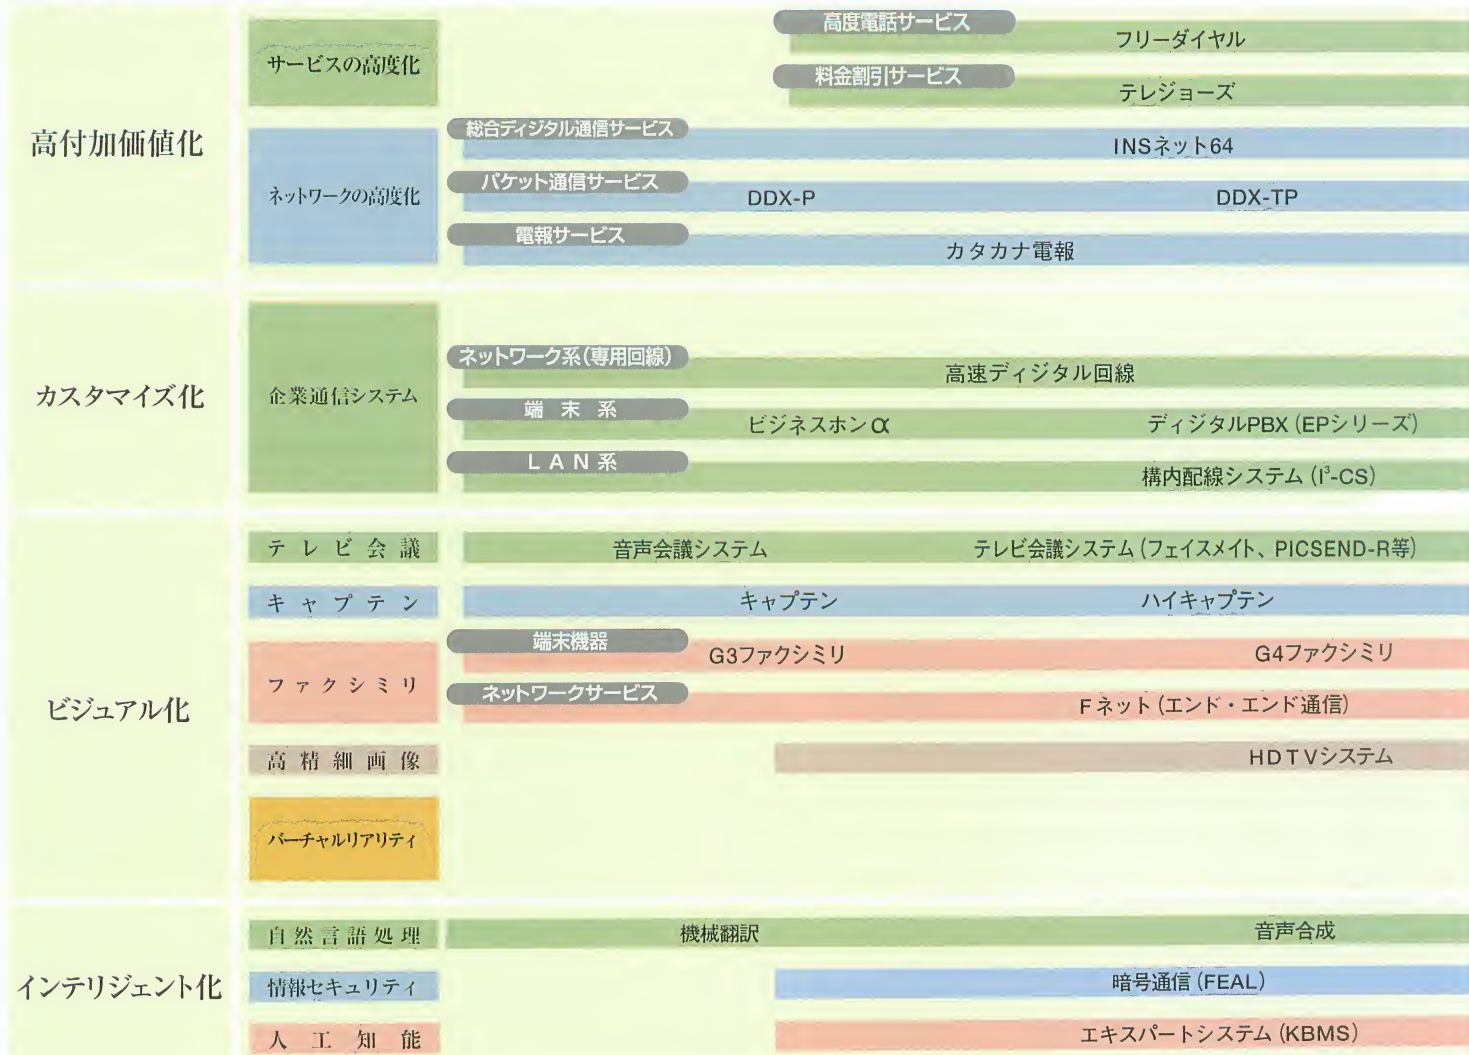 高付加価値化
サービスの高度化
高度電話サービス
フリーダイヤル
料金割引サービス
テレジョーズ
ネットワークの高度化
総合ディジタル通信サービス
INSネット64
パケット通信サービス
DDX-P
DDX-TP
電報サービス
カタカナ電報
カスタマイズ化
企業通信システム
ネットワーク系(専用回線)
高速ディジタル回線
端末系
ビジネスホンα
ディジタルPBX(EPシリーズ)
LAN系
構内配線システム(I³-CS)
ビジュアル化
テレビ会議
音声会議システム
テレビ会議システム(フェイスメイト、PICSEND-R等)
キャプテン
キャプテン
ハイキャプテン
ファクシミリ
端末機器
G3ファクシミリ
G4ファクシミリ
ネットワークサービス
Fネット(エンド・エンド通信)
高精細画像
HDTVシステム
バーチャルリアリティ
インテリジェント化
自然言語処理
機械翻訳
音声合成
情報セキュリティ
暗号通信(FEAL)
人工知能
エキスパートシステム(KBMS)